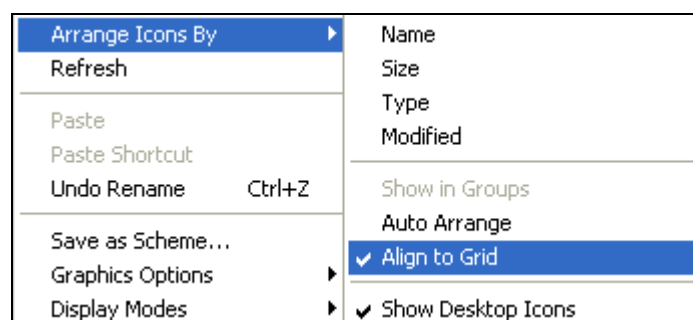 Arrange Icons By
Refresh
Paste
Paste Shortcut
Undo Rename Ctrl+Z
Save as Scheme...
Graphics Options
Display Modes
Name
Size
Type
Modified
Show in Groups
Auto Arrange
Align to Grid
Show Desktop Icons